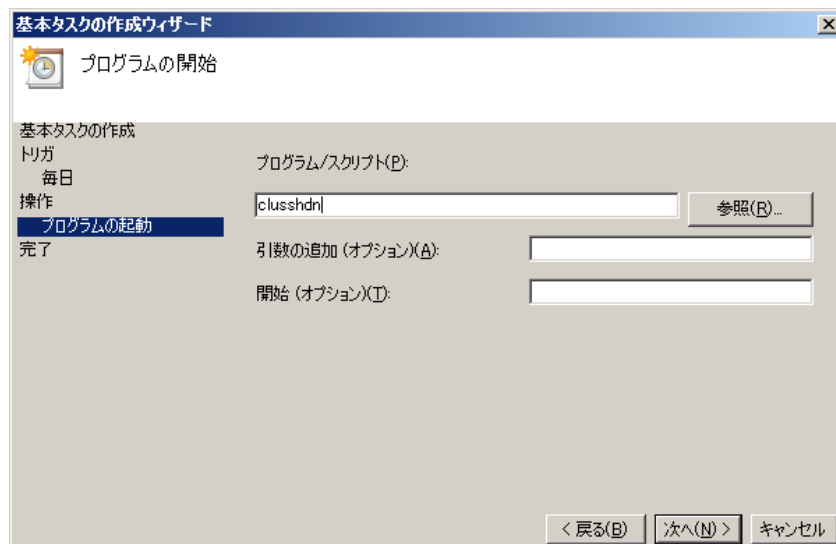 基本タスクの作成ウィザード
プログラムの開始
基本タスクの作成
トリガ
毎日
操作
プログラムの起動
完了
プログラム/スクリプト(P):
clusshdn
参照(R)...
引数の追加 (オプション)(A):
開始 (オプション)(T):
< 戻る(B)
次へ(N) >
キャンセル